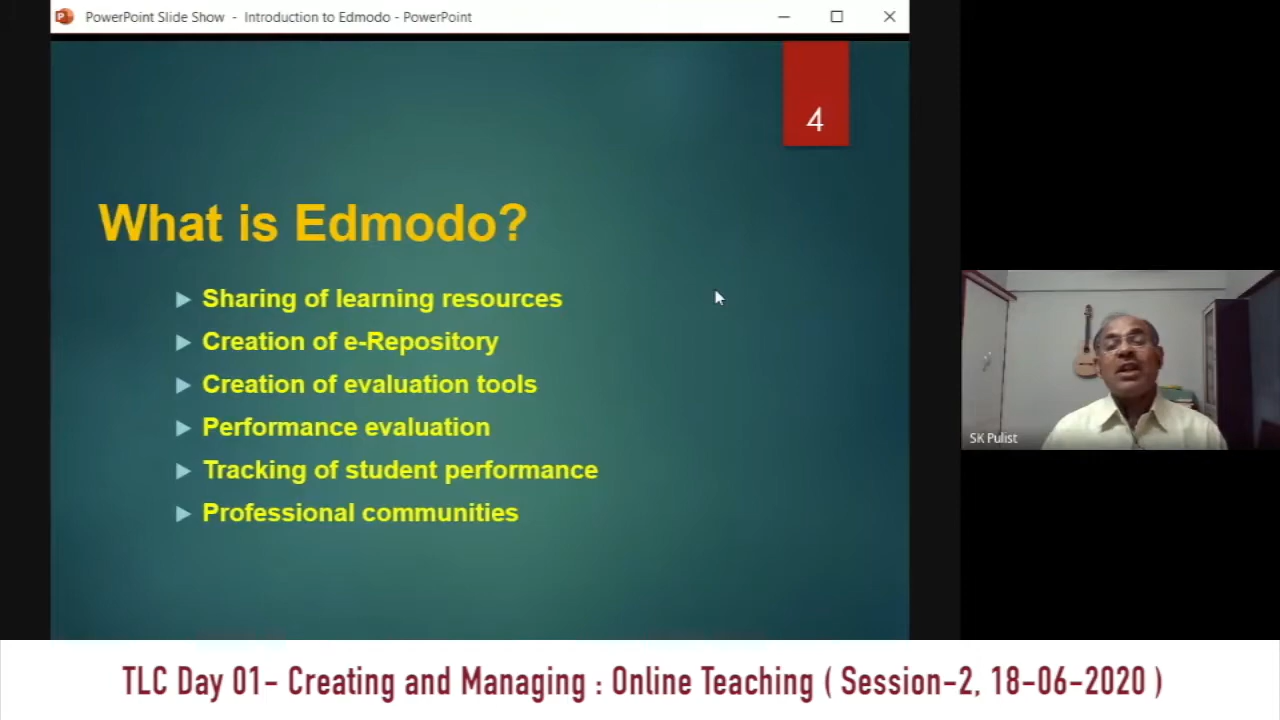 PowerPoint Slide Show - Introduction to Edmodo - PowerPoint
4
What is Edmodo?
Sharing of learning resources
Creation of e-Repository
Creation of evaluation tools
Performance evaluation
Tracking of student performance
Professional communities
SK Pulist
TLC Day 01- Creating and Managing : Online Teaching ( Session-2, 18-06-2020 )